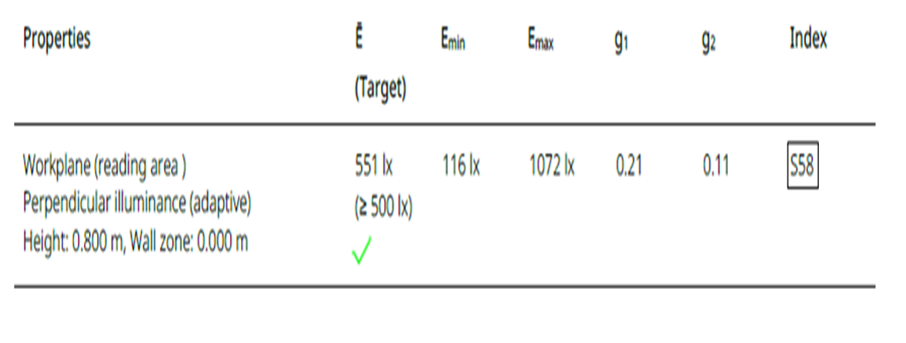 Properties Ē Emin Emax g1 g2 Index
(Target)
Workplane (reading area ) 551 lx 116 lx 1072 lx 0.21 0.11 S58
Perpendicular illuminance (adaptive) (≥ 500 lx)
Height: 0.800 m, Wall zone: 0.000 m ✓